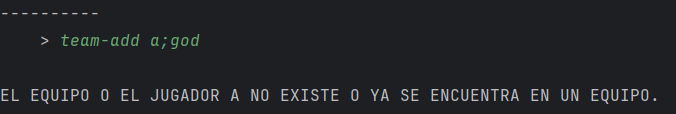 ----------
> team-add a;god
EL EQUIPO O EL JUGADOR A NO EXISTE O YA SE ENCUENTRA EN UN EQUIPO.